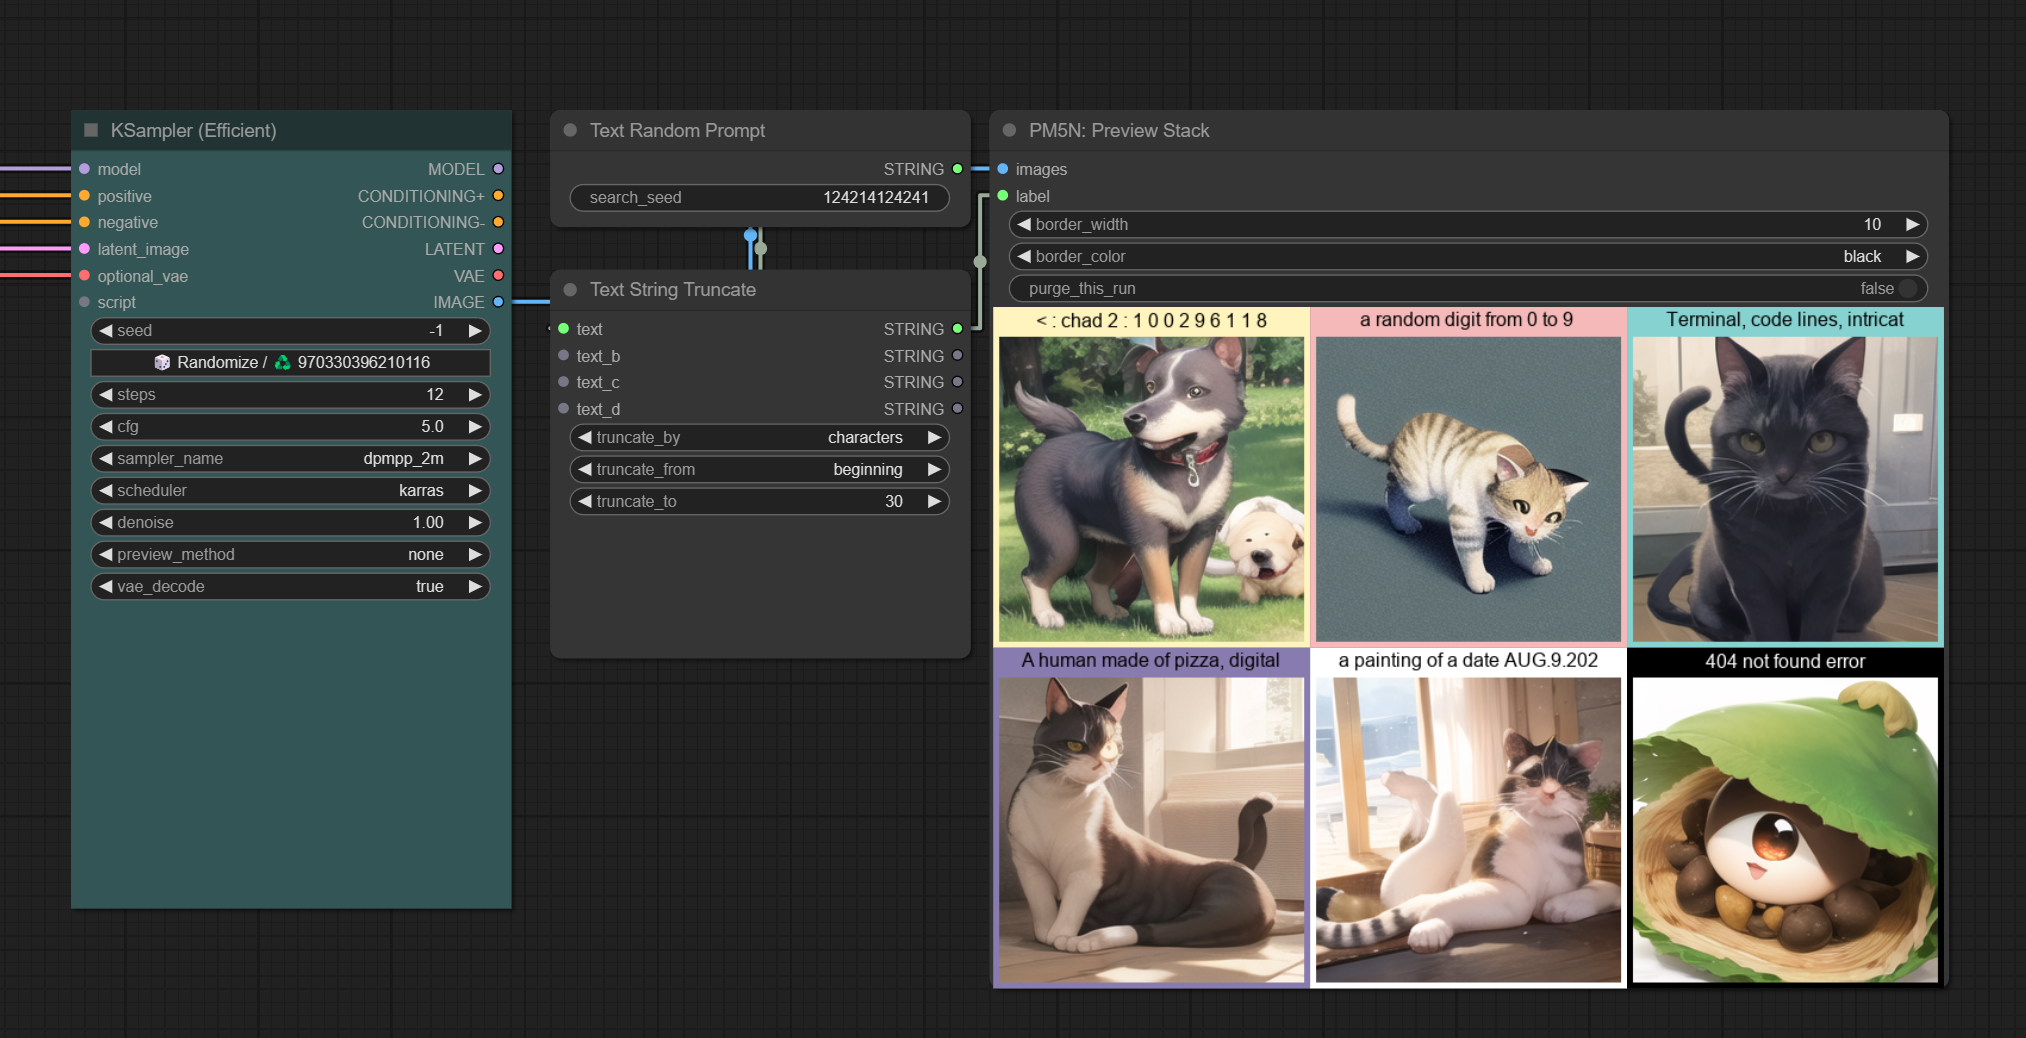 KSampler (Efficient)
model MODEL
positive CONDITIONING+
negative CONDITIONING-
latent_image LATENT
optional_vae VAE
script IMAGE
seed -1
Randomize / 970330396210116
steps 12
cfg 5.0
sampler_name dpmpp_2m
scheduler karras
denoise 1.00
preview_method none
vae_decode true
Text Random Prompt
STRING
search_seed 124214124241
Text String Truncate
text STRING
text_b STRING
text_c STRING
text_d STRING
truncate_by characters
truncate_from beginning
truncate_to 30
PM5N: Preview Stack
images
label
border_width 10
border_color black
purge_this_run false
< : chad 2 : 1 0 0 2 9 6 1 1 8
a random digit from 0 to 9
Terminal, code lines, intricat
A human made of pizza, digital
a painting of a date AUG.9.202
404 not found error